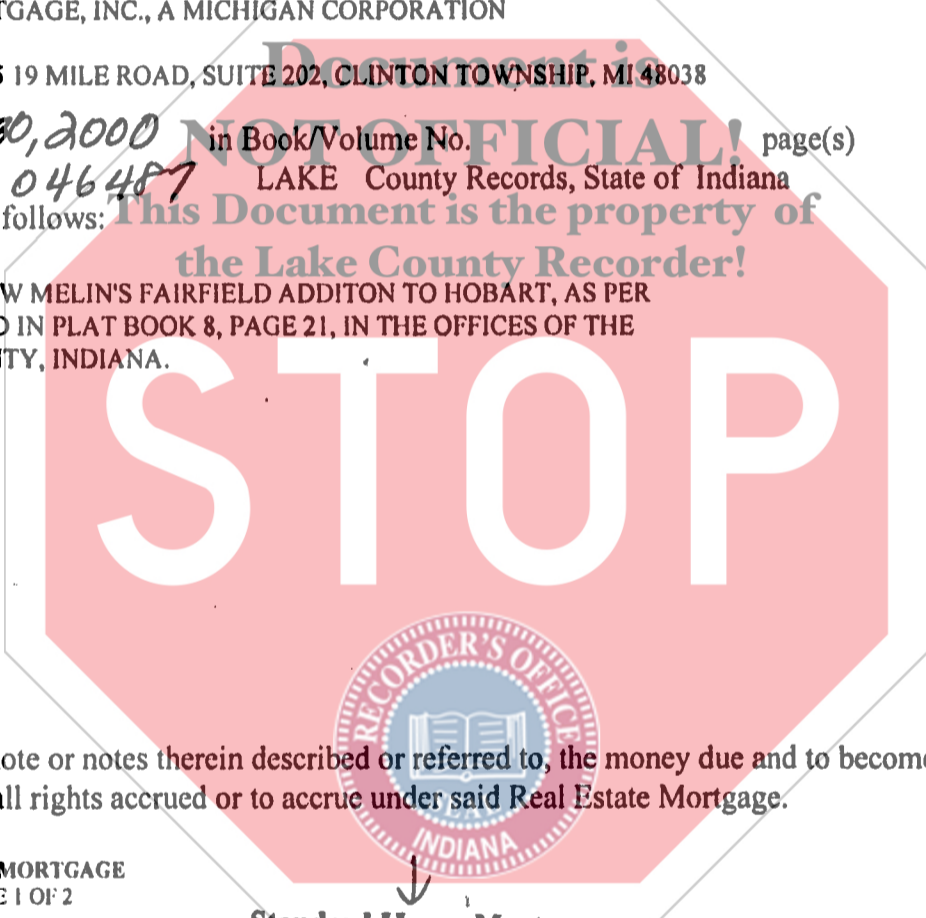 TGAGE, INC., A MICHIGAN CORPORATION
Document is
19 MILE ROAD, SUITE 202, CLINTON TOWNSHIP, MI 48038
NOT OFFICIAL!
0,2000 in Book/Volume No. page(s)
046487 LAKE County Records, State of Indiana
follows: This Document is the property of
the Lake County Recorder!
W MELIN'S FAIRFIELD ADDITON TO HOBART, AS PER
IN PLAT BOOK 8, PAGE 21, IN THE OFFICES OF THE
TY, INDIANA.
STOP
RECORDER'S OFFICE
ote or notes therein described or referred to, the money due and to become
ll rights accrued or to accrue under said Real Estate Mortgage.
SEAL
INDIANA
MORTGAGE
E 1 OF 2